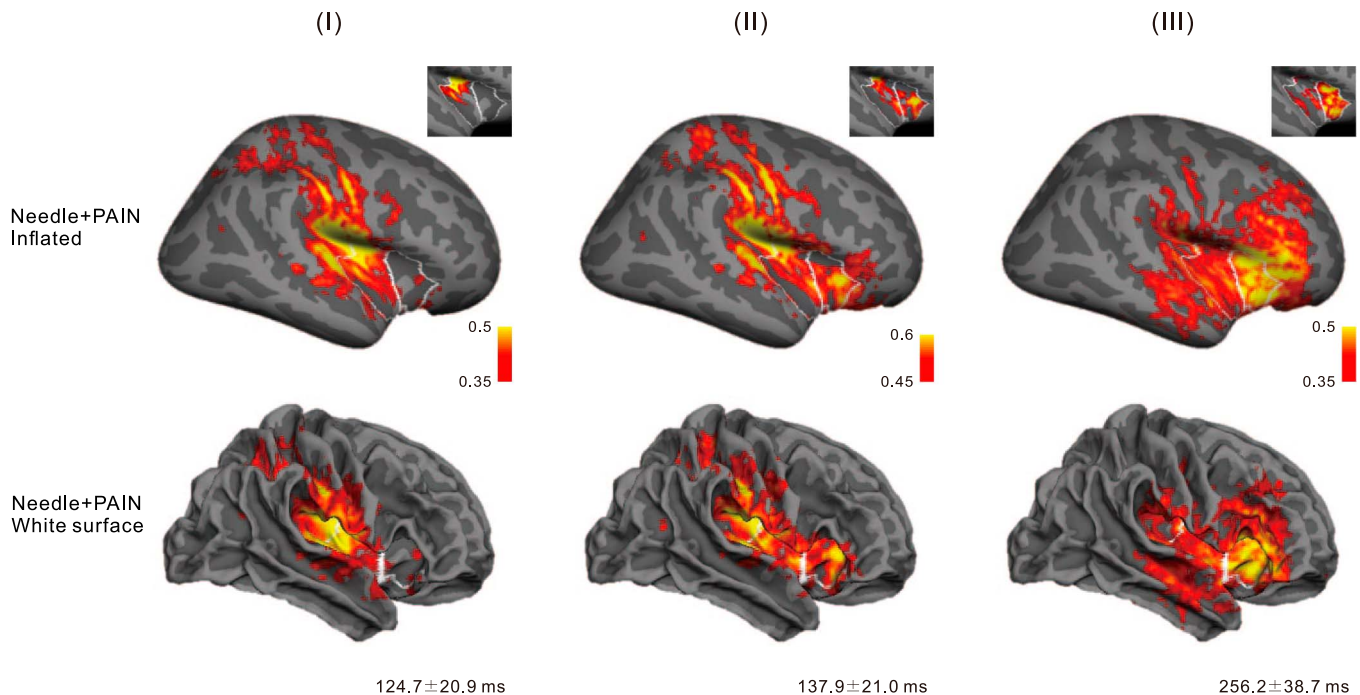 (I)
(II)
(III)
Needle+PAIN
Inflated
0.5
0.35
0.6
0.45
0.5
0.35
Needle+PAIN
White surface
124.7±20.9 ms
137.9±21.0 ms
256.2±38.7 ms